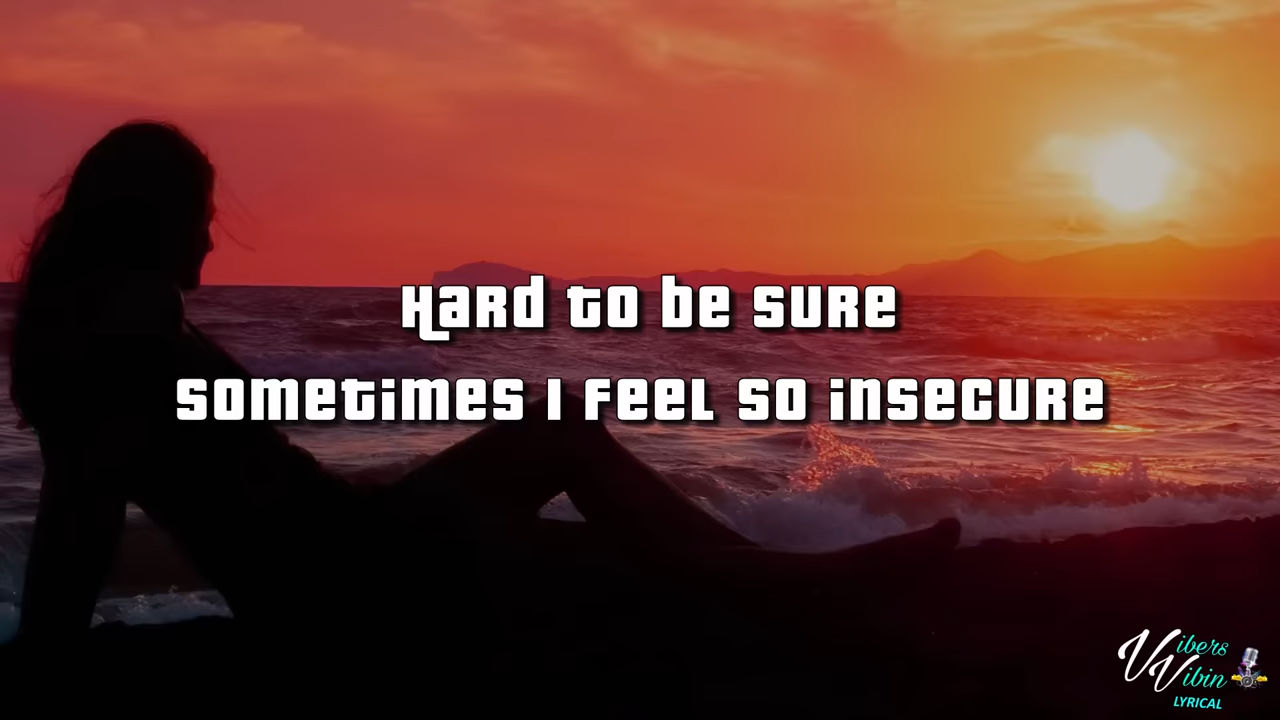 Hard to be sure
Sometimes I feel so insecure
Vibers
Vibin
LYRICAL